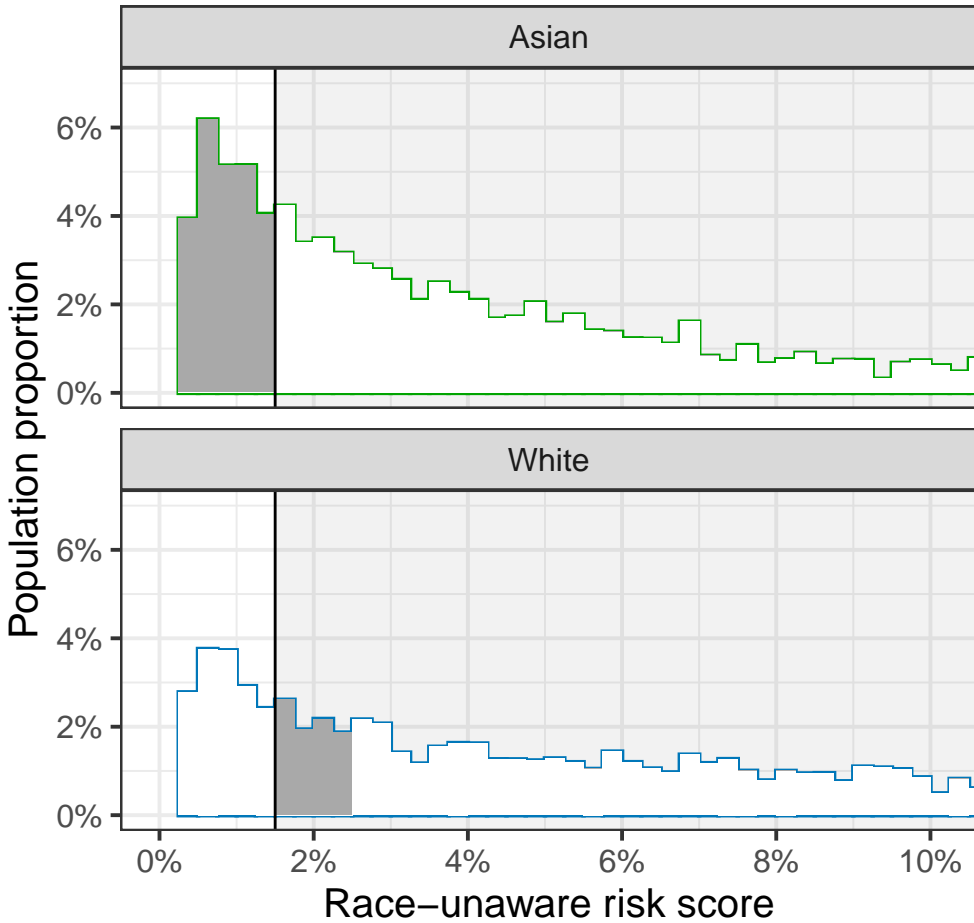 Asian
6%
4%
2%
0%
White
6%
4%
2%
0%
Population proportion
0% 2% 4% 6% 8% 10%
Race−unaware risk score